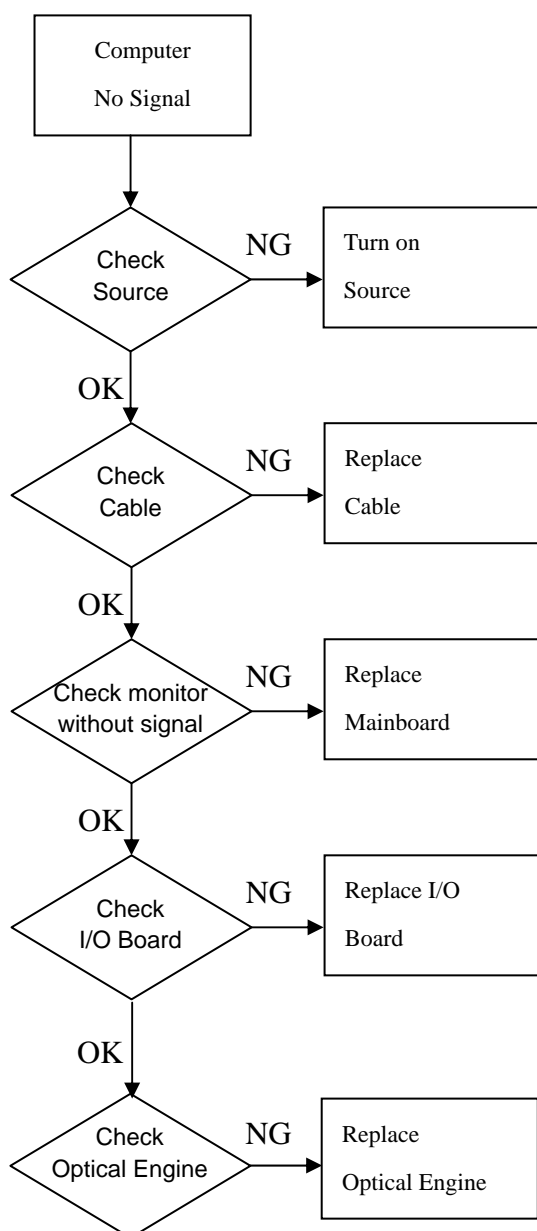 Computer
No Signal
Check
Source
NG
Turn on
Source
OK
Check
Cable
NG
Replace
Cable
OK
Check monitor
without signal
NG
Replace
Mainboard
OK
Check
I/O Board
NG
Replace I/O
Board
OK
Check
Optical Engine
NG
Replace
Optical Engine